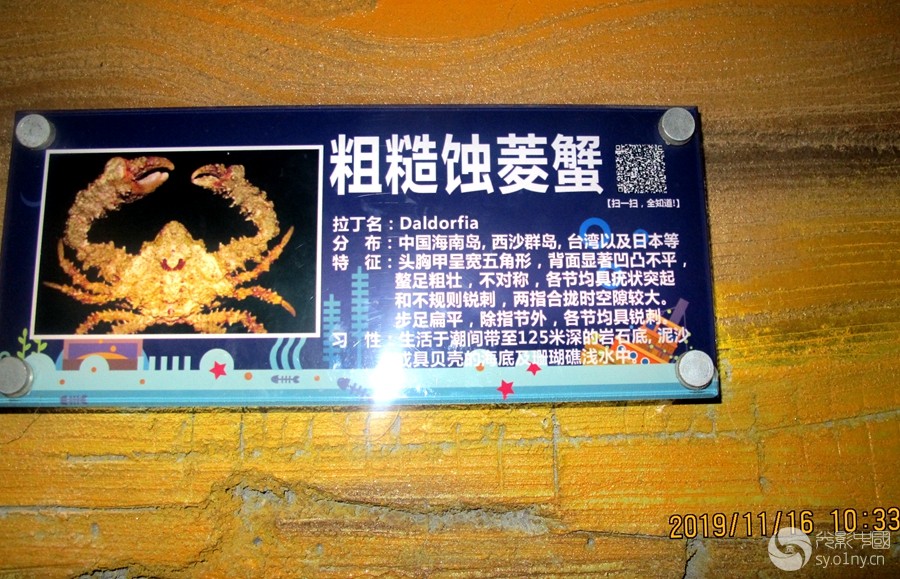 粗糙蚀菱蟹
【扫一扫，全知道!】
拉丁名：Daldorfia
分　布：中国海南岛, 西沙群岛, 台湾以及日本等
特　征：头胸甲呈宽五角形，背面显著凹凸不平，
螯足粗壮，不对称，各节均具疣状突起
和不规则锐刺，两指合拢时空隙较大。
步足扁平，除指节外，各节均具锐刺。
习　性：生活于潮间带至125米深的岩石底, 泥沙
或具贝壳的海底及珊瑚礁浅水中。
2019/11/16 10:33
影中國
sy.o1ny.cn